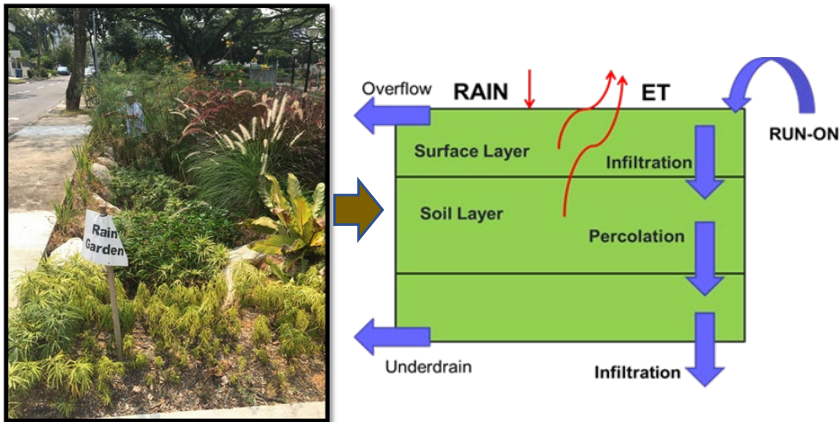 Rain
Garden
Overflow
RAIN
ET
RUN-ON
Surface Layer
Infiltration
Soil Layer
Percolation
Underdrain
Infiltration